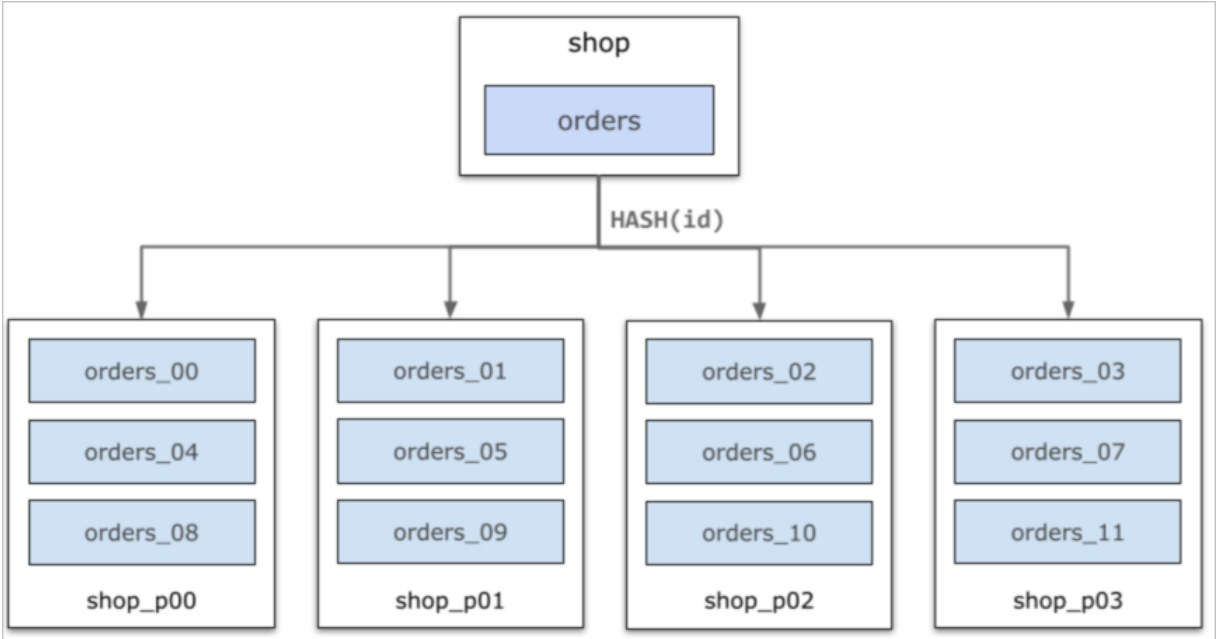 shop
orders
HASH(id)
orders_00
orders_04
orders_08
shop_p00
orders_01
orders_05
orders_09
shop_p01
orders_02
orders_06
orders_10
shop_p02
orders_03
orders_07
orders_11
shop_p03